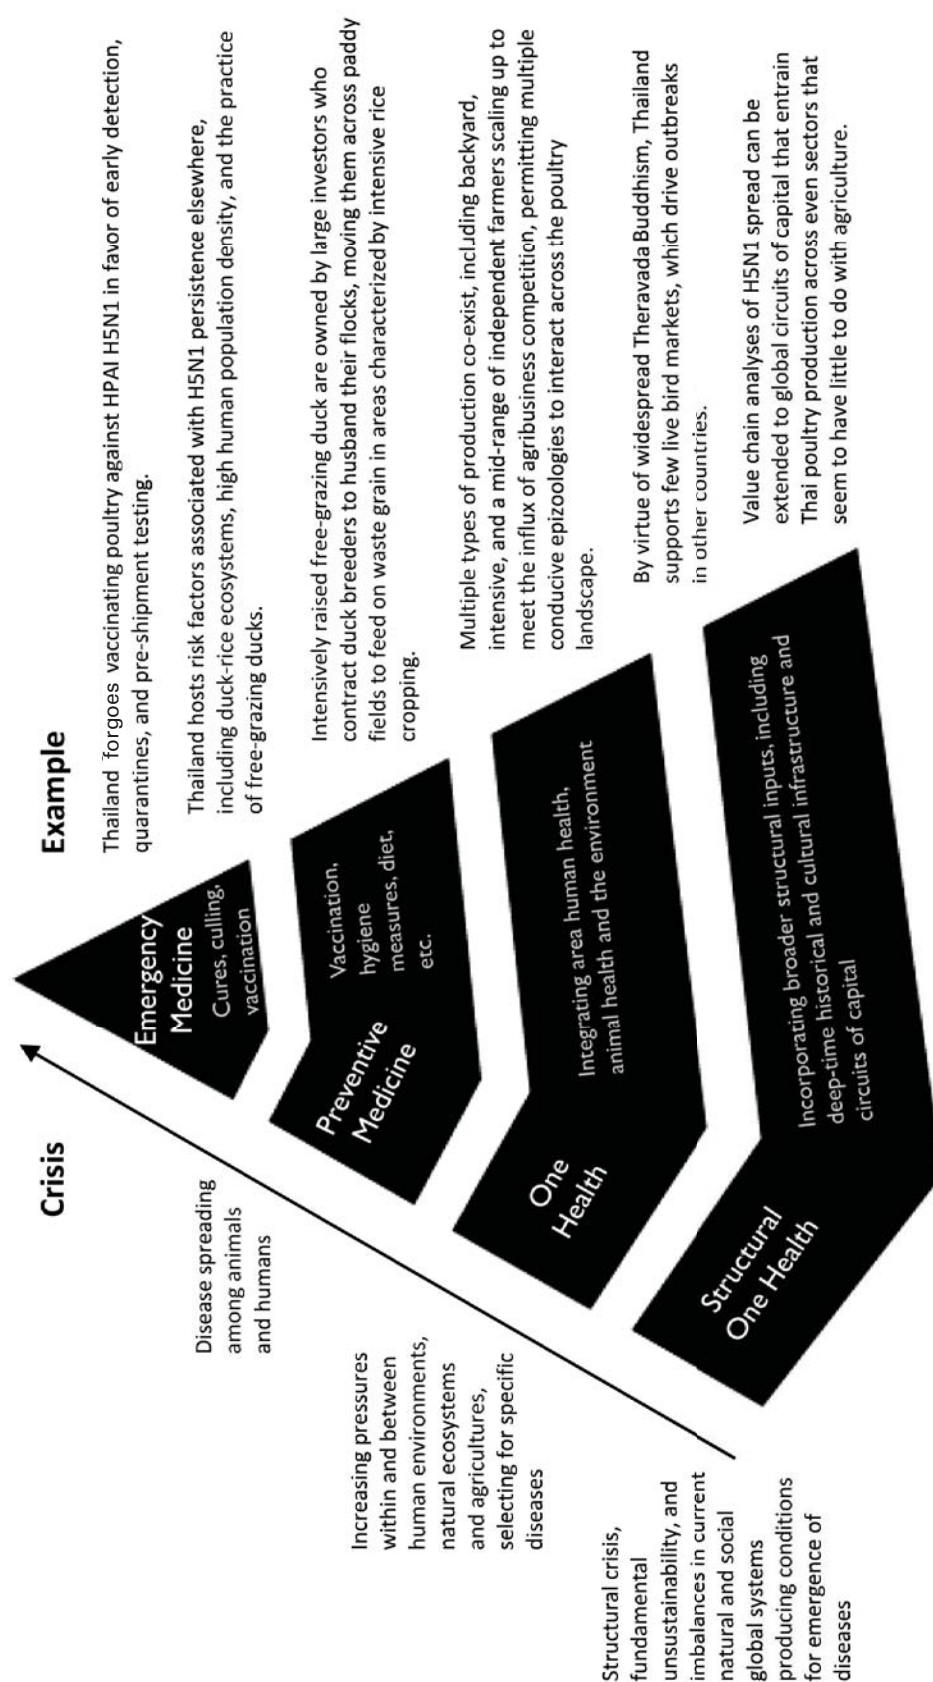 Crisis
Example
Disease spreading
among animals
and humans
Increasing pressures
within and between
human environments,
natural ecosystems
and agricultures,
selecting for specific
diseases
Structural crisis,
fundamental
unsustability, and
imbalances in current
natural and social
global systems
producing conditions
for emergence of
diseases
Emergency
Medicine
Cures, culling,
vaccination
Preventive
Medicine
Vaccination,
hygiene
measures, diet,
etc.
One
Health
Integrating area human health,
animal health and the environment
Structural
One Health
Incorporating broader structural inputs, including
deep-time historical and cultural infrastructure and
circuits of capital
Thailand forgoes vaccinating poultry against HPAI H5N1 in favor of early detection,
quarantines, and pre-shipment testing.
Thailand hosts risk factors associated with H5N1 persistence elsewhere,
including duck-rice ecosystems, high human population density, and the practice
of free-grazing ducks.
Intensively raised free-grazing duck are owned by large investors who
contract duck breeders to husband their flocks, moving them across paddy
fields to feed on waste grain in areas characterized by intensive rice
cropping.
Multiple types of production co-exist, including backyard,
intensive, and a mid-range of independent farmers scaling up to
meet the influx of agribusiness competition, permitting multiple
conducive epizoologies to interact across the poultry
landscape.
By virtue of widespread Theravada Buddhism, Thailand
supports few live bird markets, which drive outbreaks
in other countries.
Value chain analyses of H5N1 spread can be
extended to global circuits of capital that entrain
Thai poultry production across even sectors that
seem to have little to do with agriculture.